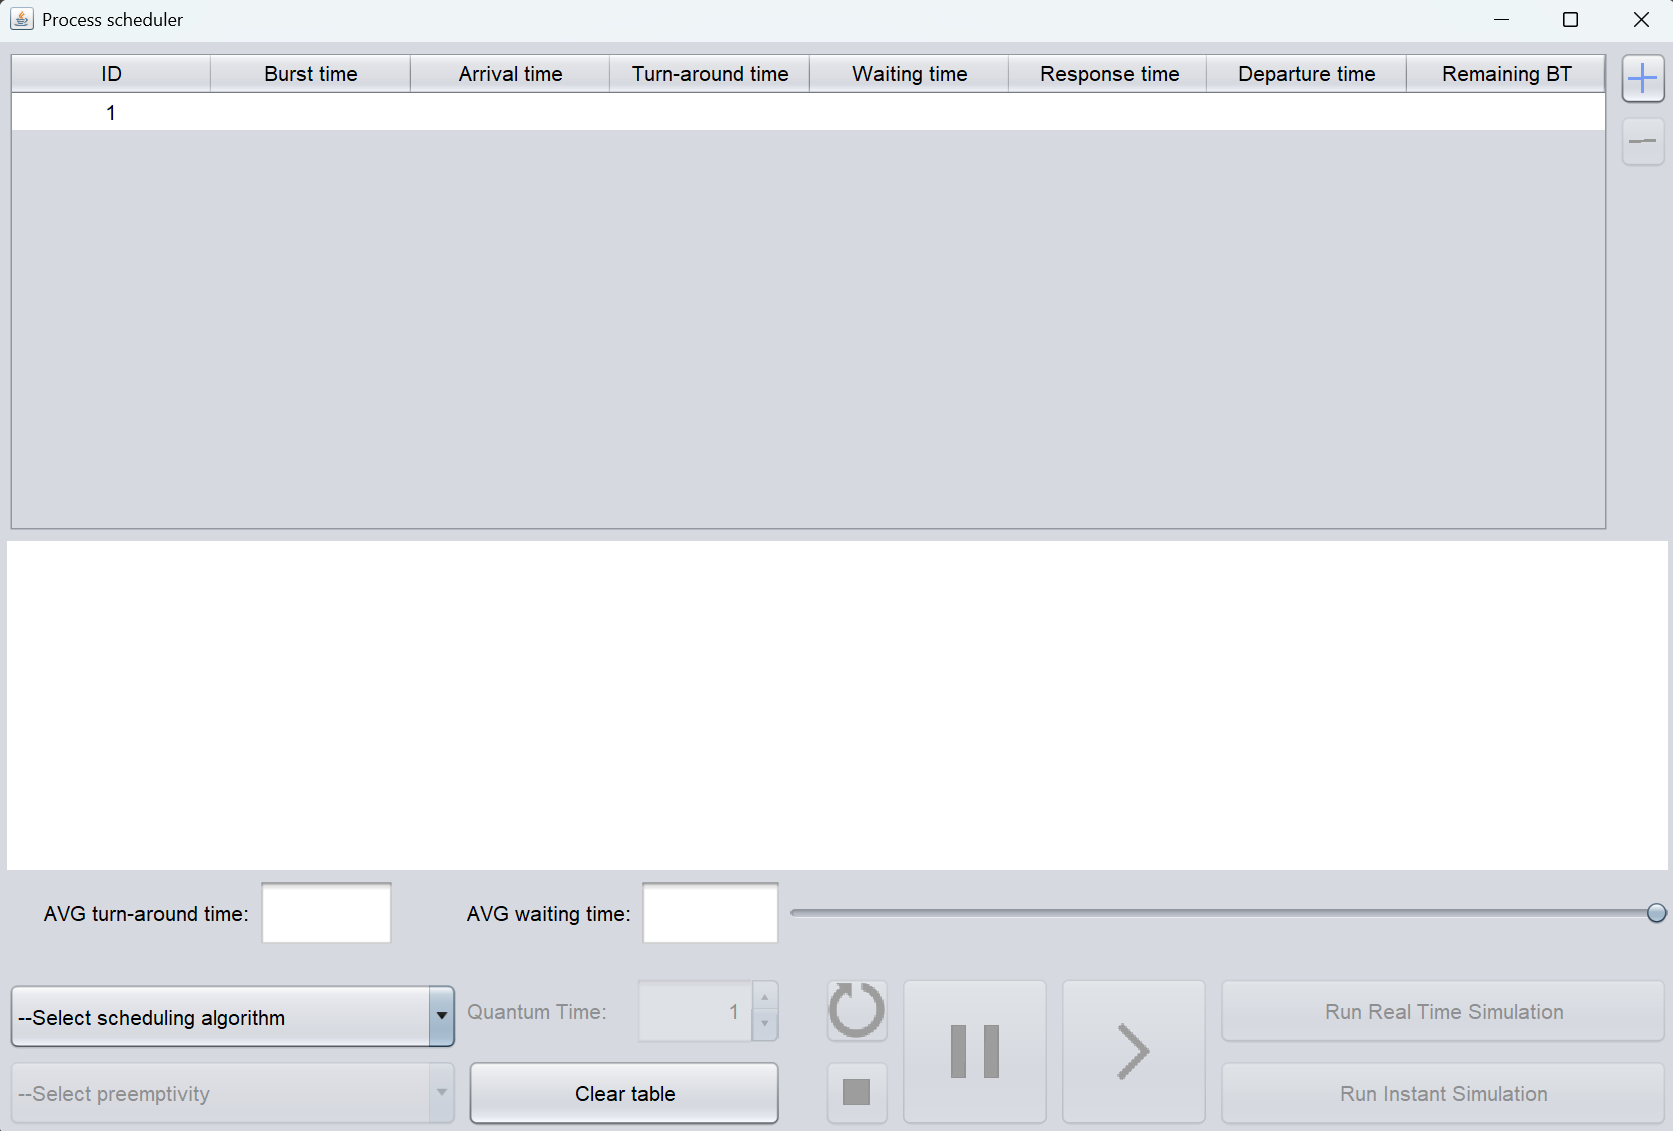 Process scheduler
ID Burst time Arrival time Turn-around time Waiting time Response time Departure time Remaining BT
1
AVG turn-around time: AVG waiting time:
--Select scheduling algorithm Quantum Time: 1 Run Real Time Simulation
--Select preemptivity Clear table Run Instant Simulation